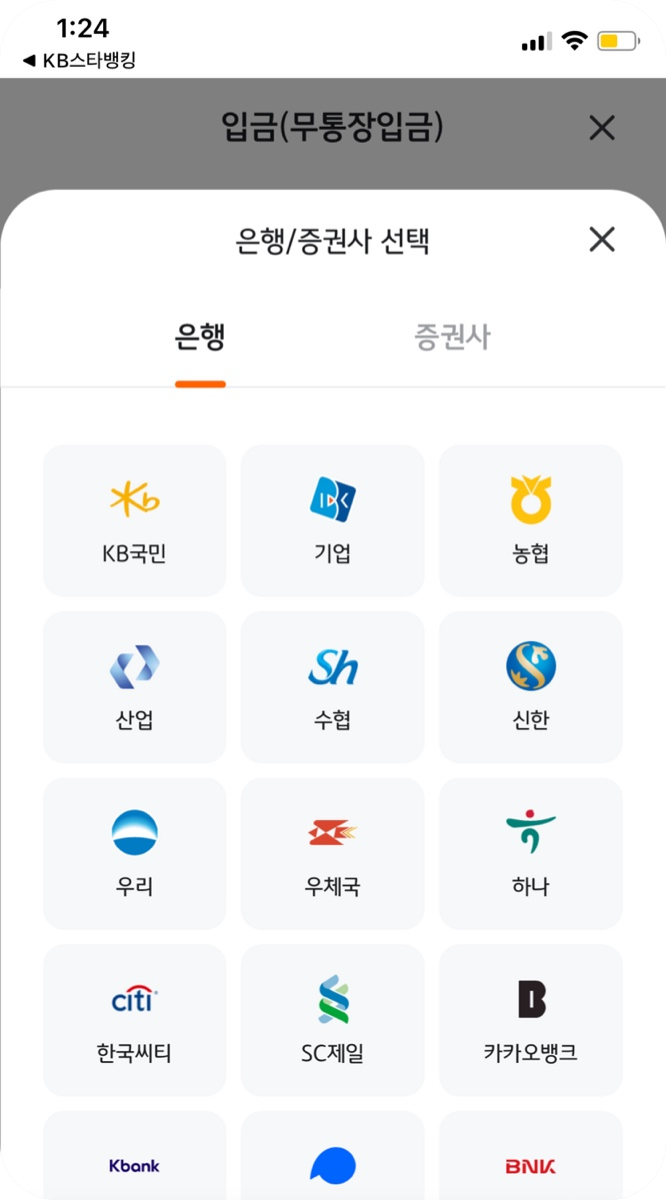 1:24
◀ KB스타뱅킹
입금(무통장입금)
은행/증권사 선택
은행 증권사
KB국민 기업 농협
산업 수협 신한
우리 우체국 하나
한국씨티 SC제일 카카오뱅크
Kbank BNK